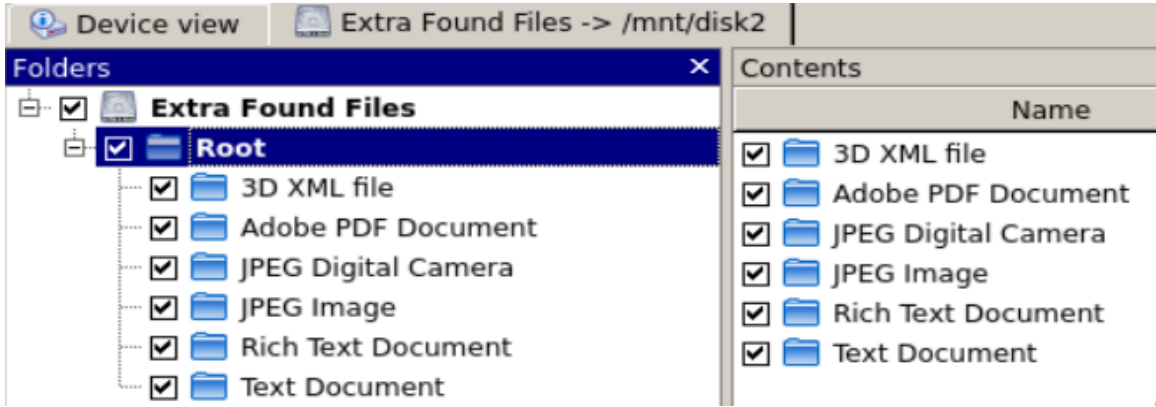 Device view
Extra Found Files -> /mnt/disk2
Folders
Extra Found Files
Root
3D XML file
Adobe PDF Document
JPEG Digital Camera
JPEG Image
Rich Text Document
Text Document
Contents
Name
3D XML file
Adobe PDF Document
JPEG Digital Camera
JPEG Image
Rich Text Document
Text Document